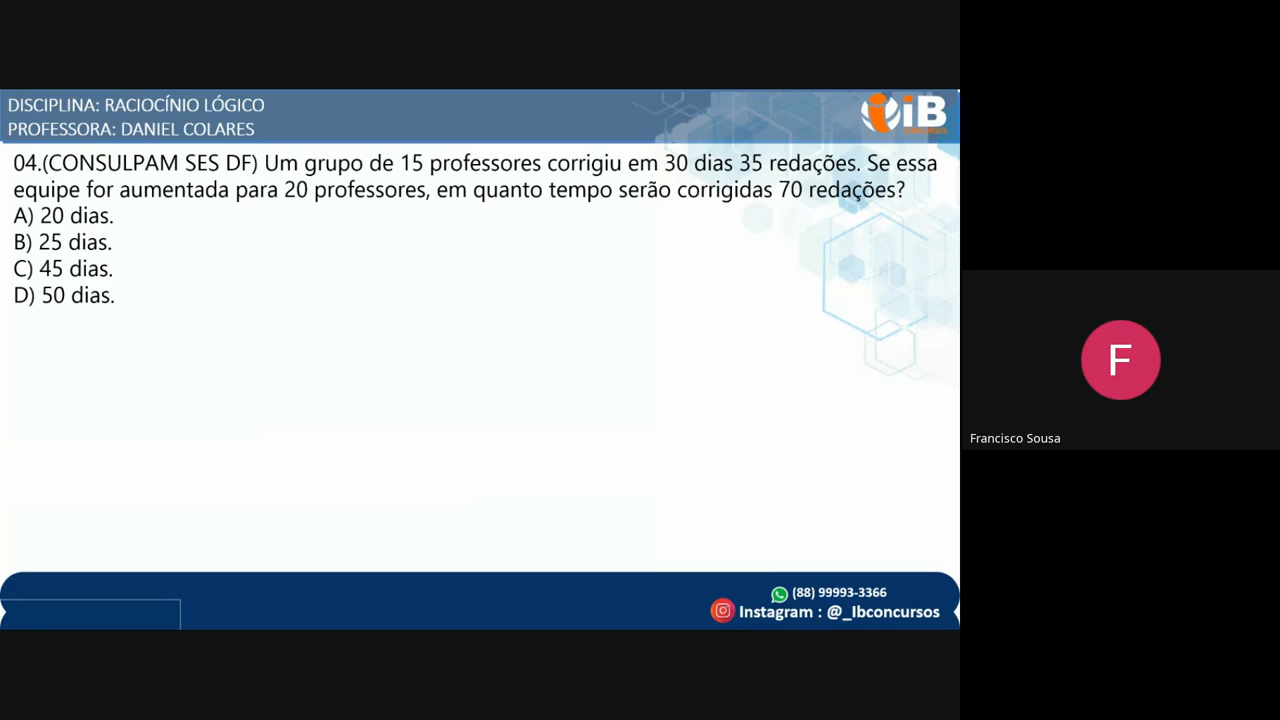 DISCIPLINA: RACIOCÍNIO LÓGICO
PROFESSORA: DANIEL COLARES
iB
04.(CONSULPAM SES DF) Um grupo de 15 professores corrigiu em 30 dias 35 redações. Se essa
equipe for aumentada para 20 professores, em quanto tempo serão corrigidas 70 redações?
A) 20 dias.
B) 25 dias.
C) 45 dias.
D) 50 dias.
F
Francisco Sousa
(88) 99993-3366
Instagram : @_Ibconcursos